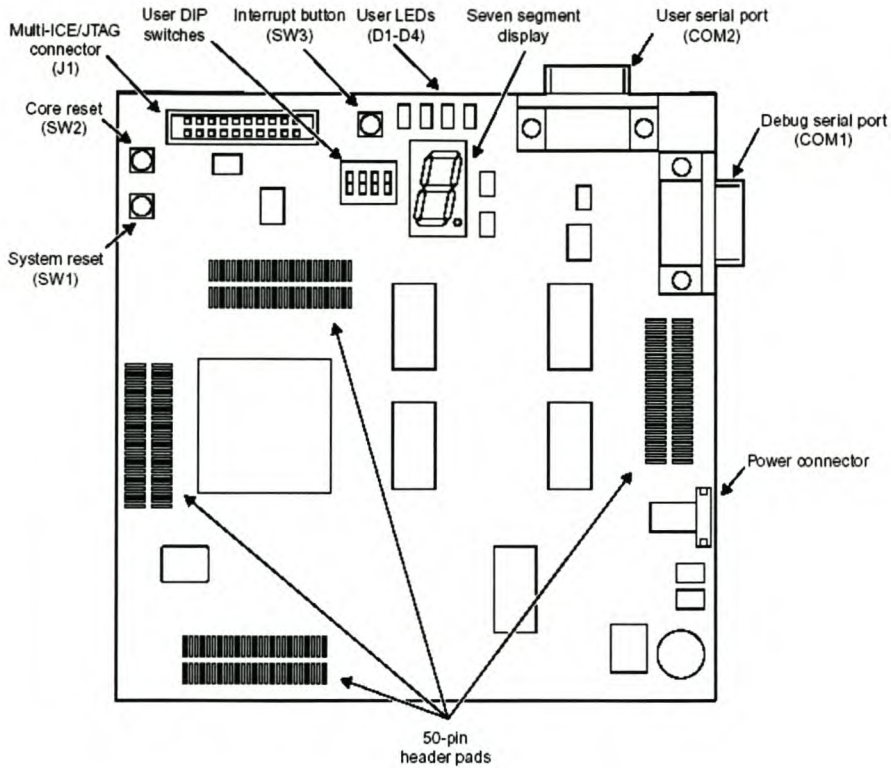 Multi-ICE/JTAG
connector
(J1)
User DIP
switches
Interrupt button
(SW3)
User LEDs
(D1-D4)
Seven segment
display
User serial port
(COM2)
Core reset
(SW2)
Debug serial port
(COM1)
System reset
(SW1)
Power connector
50-pin
header pads